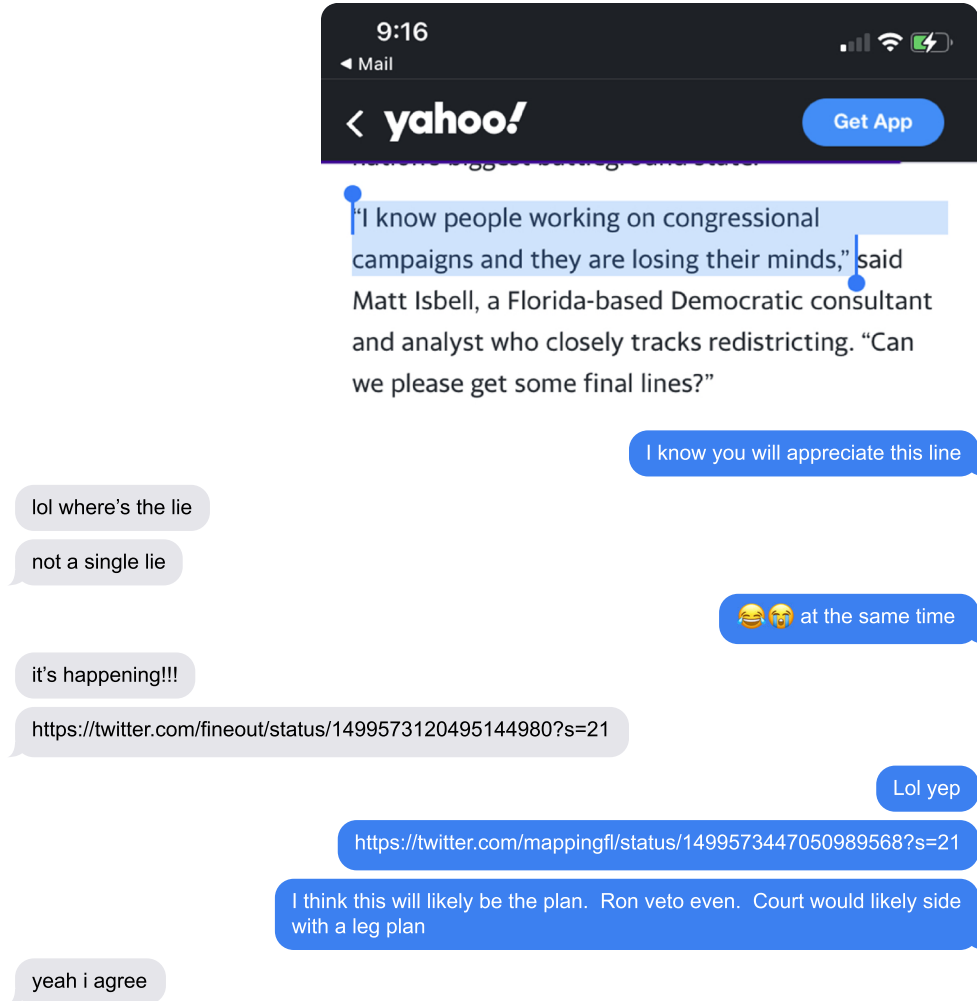 9:16
◀ Mail
yahoo!
Get App
nation's biggest battleground state.
“I know people working on congressional
campaigns and they are losing their minds,” said
Matt Isbell, a Florida-based Democratic consultant
and analyst who closely tracks redistricting. “Can
we please get some final lines?”
I know you will appreciate this line
lol where’s the lie
not a single lie
😂😭 at the same time
it’s happening!!!
https://twitter.com/fineout/status/1499573120495144980?s=21
Lol yep
https://twitter.com/mappingfl/status/1499573447050989568?s=21
I think this will likely be the plan.  Ron veto even.  Court would likely side
with a leg plan
yeah i agree